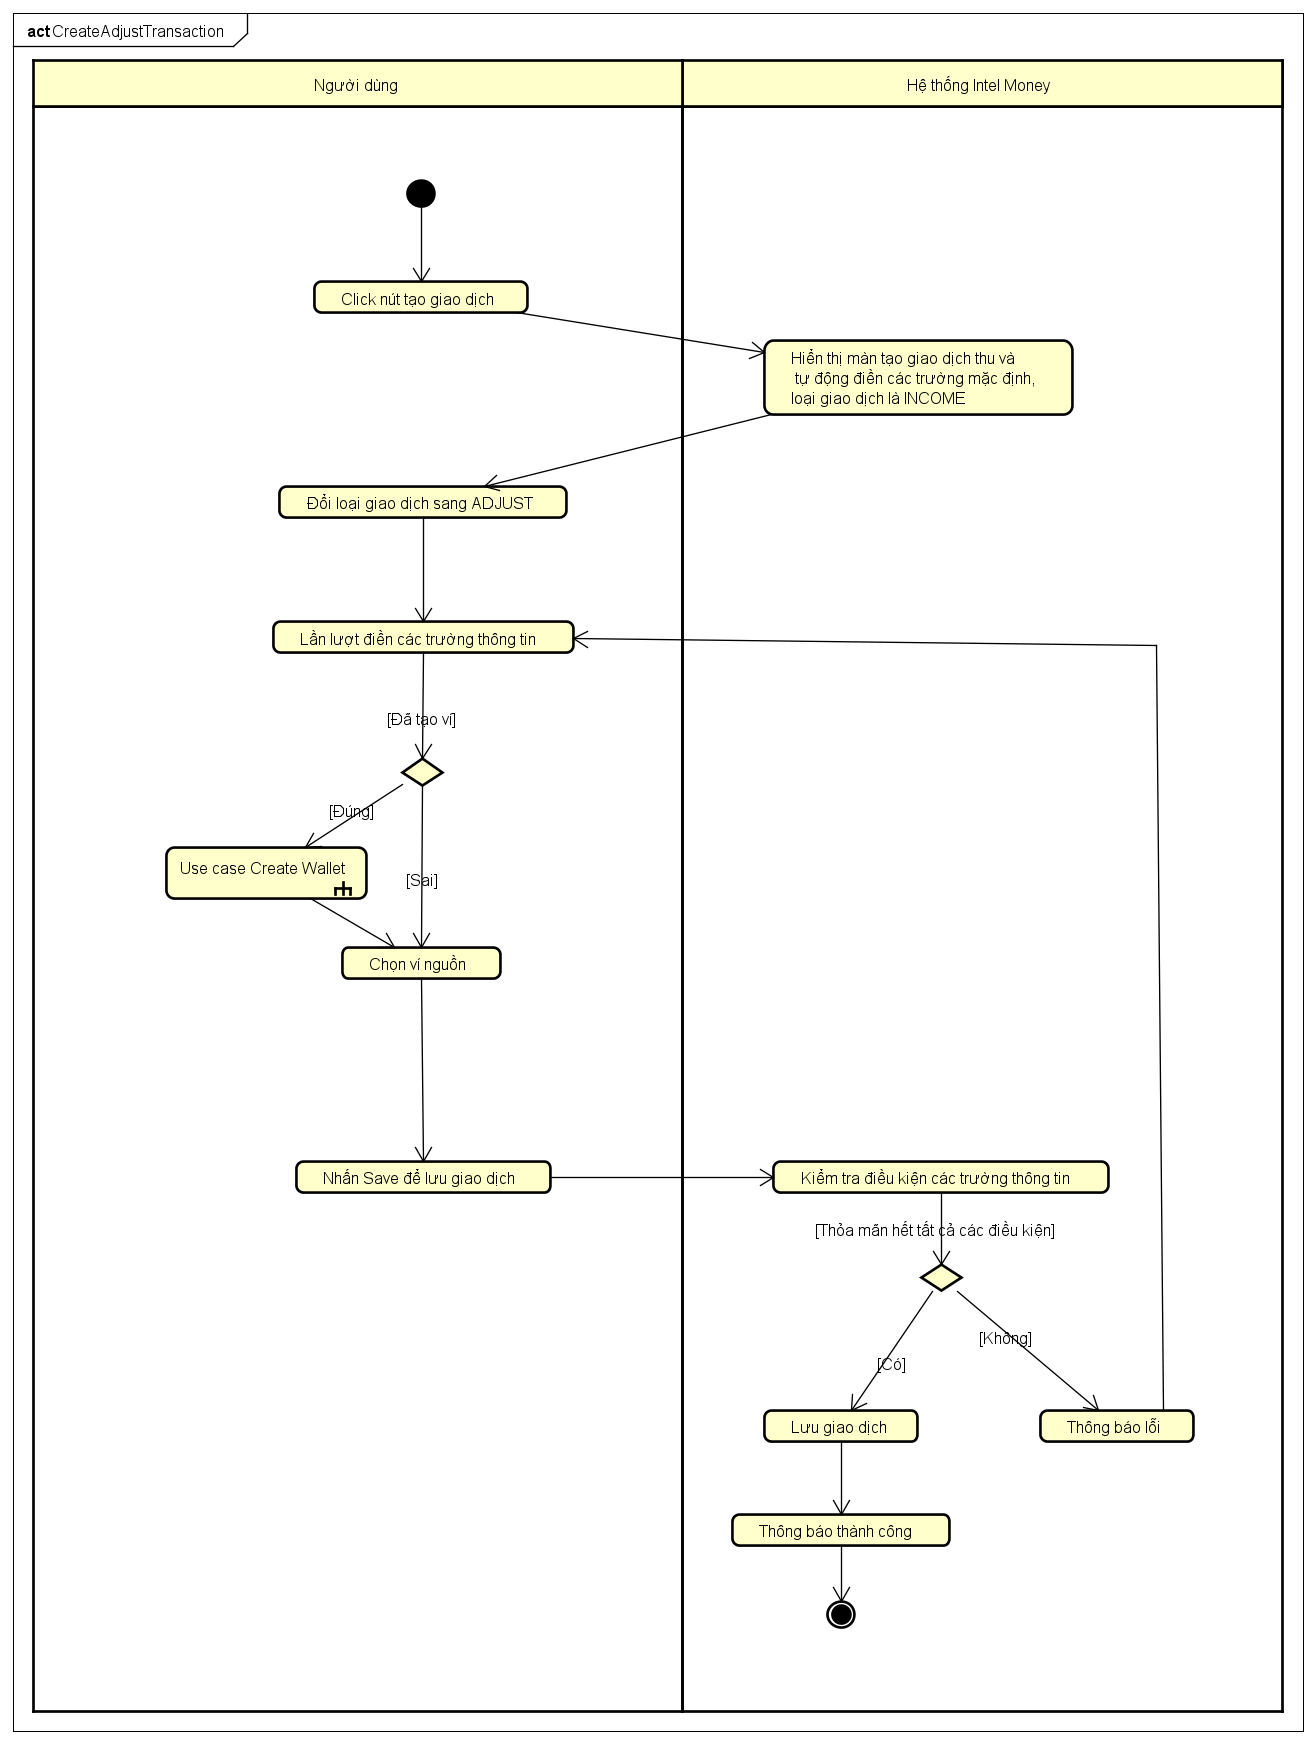 act CreateAdjustTransaction
Người dùng
Hệ thống Intel Money
Click nút tạo giao dịch
Hiển thị màn tạo giao dịch thu và
tự động điền các trường mặc định,
loại giao dịch là INCOME
Đổi loại giao dịch sang ADJUST
Lần lượt điền các trường thông tin
[Đã tạo ví]
[Đúng]
Use case Create Wallet
[Sai]
Chọn ví nguồn
Nhấn Save để lưu giao dịch
Kiểm tra điều kiện các trường thông tin
[Thỏa mãn hết tất cả các điều kiện]
[Không]
[Có]
Lưu giao dịch
Thông báo lỗi
Thông báo thành công